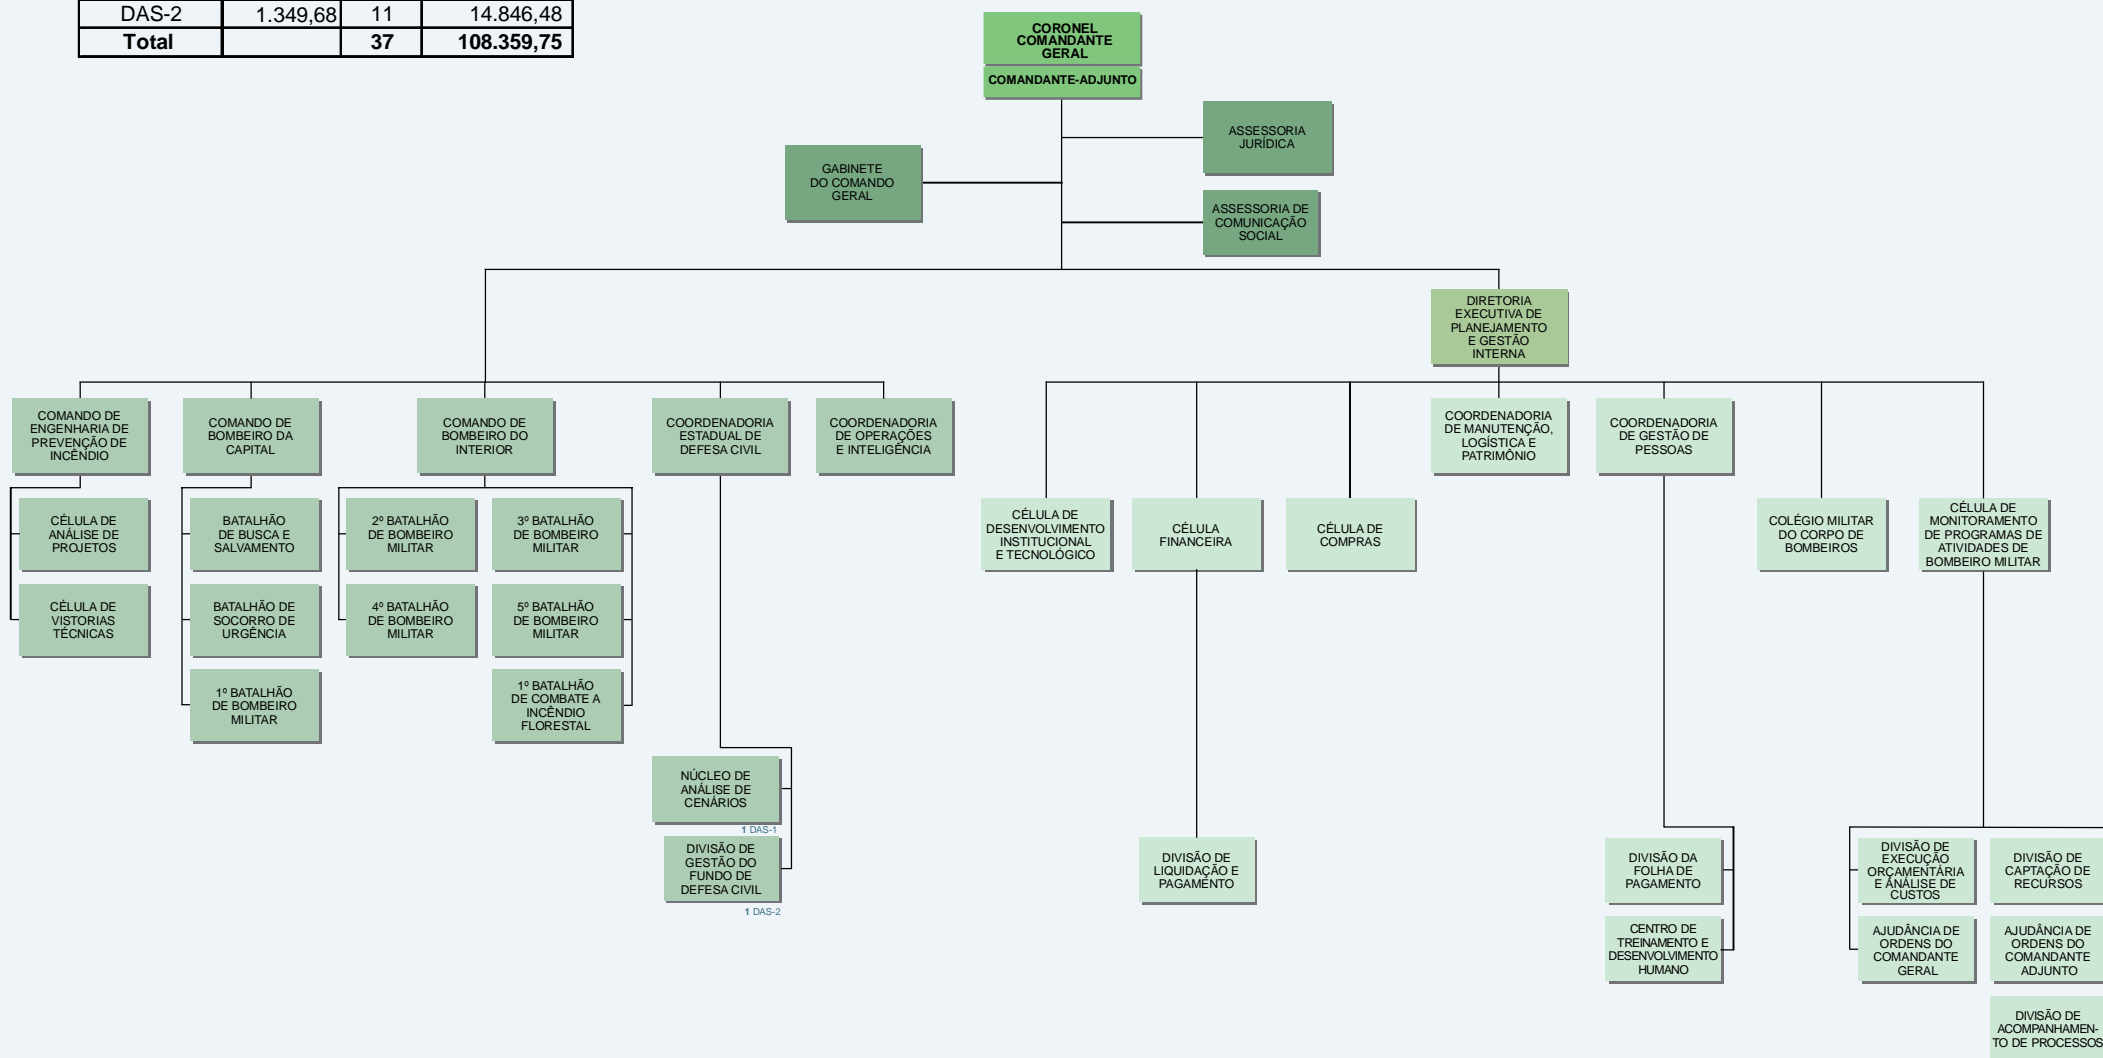 DAS-2 1.349,68 11 14.846,48
Total 37 108.359,75
CORONEL
COMANDANTE
GERAL
COMANDANTE-ADJUNTO
ASSESSORIA
JURÍDICA
GABINETE
DO COMANDO
GERAL
ASSESSORIA DE
COMUNICAÇÃO
SOCIAL
DIRETORIA
EXECUTIVA DE
PLANEJAMENTO
E GESTÃO
INTERNA
COMANDO DE
ENGENHARIA DE
PREVENÇÃO DE
INCÊNDIO
COMANDO DE
BOMBEIRO DA
CAPITAL
COMANDO DE
BOMBEIRO DO
INTERIOR
COORDENADORIA
ESTADUAL DE
DEFESA CIVIL
COORDENADORIA
DE OPERAÇÕES
E INTELIGÊNCIA
COORDENADORIA
DE MANUTENÇÃO,
LOGÍSTICA E
PATRIMÔNIO
COORDENADORIA
DE GESTÃO DE
PESSOAS
CÉLULA DE
ANÁLISE DE
PROJETOS
BATALHÃO
DE BUSCA E
SALVAMENTO
2º BATALHÃO
DE BOMBEIRO
MILITAR
3º BATALHÃO
DE BOMBEIRO
MILITAR
CÉLULA DE
DESENVOLVIMENTO
INSTITUCIONAL
E TECNOLÓGICO
CÉLULA
FINANCEIRA
CÉLULA DE
COMPRAS
COLÉGIO MILITAR
DO CORPO DE
BOMBEIROS
CÉLULA DE
MONITORAMENTO
DE PROGRAMAS DE
ATIVIDADES DE
BOMBEIRO MILITAR
CÉLULA DE
VISTORIAS
TÉCNICAS
BATALHÃO DE
SOCORRO DE
URGÊNCIA
4º BATALHÃO
DE BOMBEIRO
MILITAR
5º BATALHÃO
DE BOMBEIRO
MILITAR
1º BATALHÃO
DE BOMBEIRO
MILITAR
1º BATALHÃO
DE COMBATE A
INCÊNDIO
FLORESTAL
NÚCLEO DE
ANÁLISE DE
CENÁRIOS
1 DAS-1
DIVISÃO DE
GESTÃO DO
FUNDO DE
DEFESA CIVIL
1 DAS-2
DIVISÃO DE
LIQUIDAÇÃO E
PAGAMENTO
DIVISÃO DA
FOLHA DE
PAGAMENTO
DIVISÃO DE
EXECUÇÃO
ORÇAMENTÁRIA
E ANÁLISE DE
CUSTOS
DIVISÃO DE
CAPTAÇÃO DE
RECURSOS
CENTRO DE
TREINAMENTO E
DESENVOLVIMENTO
HUMANO
AJUDÂNCIA DE
ORDENS DO
COMANDANTE
GERAL
AJUDÂNCIA DE
ORDENS DO
COMANDANTE
ADJUNTO
DIVISÃO DE
ACOMPANHAMEN-
TO DE PROCESSOS